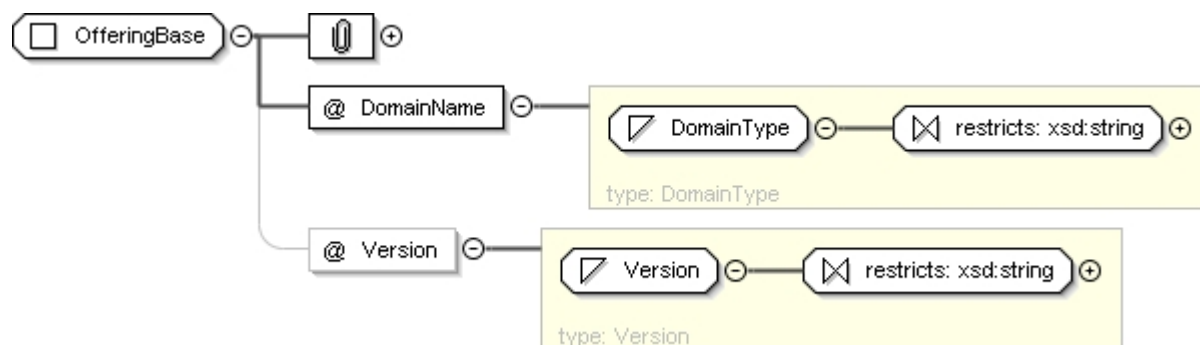 OfferingBase
@ DomainName
DomainType
restricts: xsd:string
type: DomainType
@ Version
Version
restricts: xsd:string
type: Version